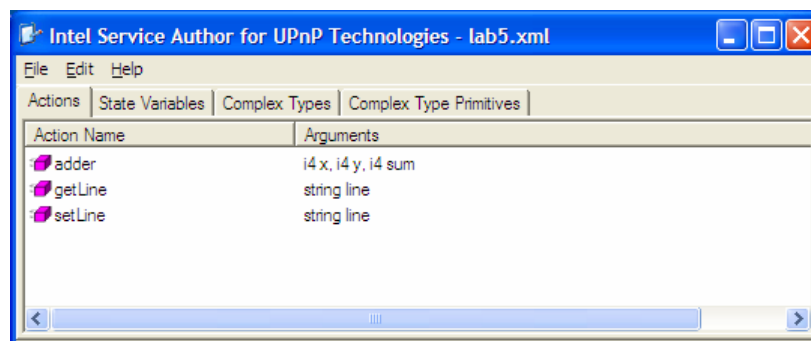 Intel Service Author for UPnP Technologies - lab5.xml
File Edit Help
Actions State Variables Complex Types Complex Type Primitives
Action Name Arguments
adder i4 x, i4 y, i4 sum
getLine string line
setLine string line